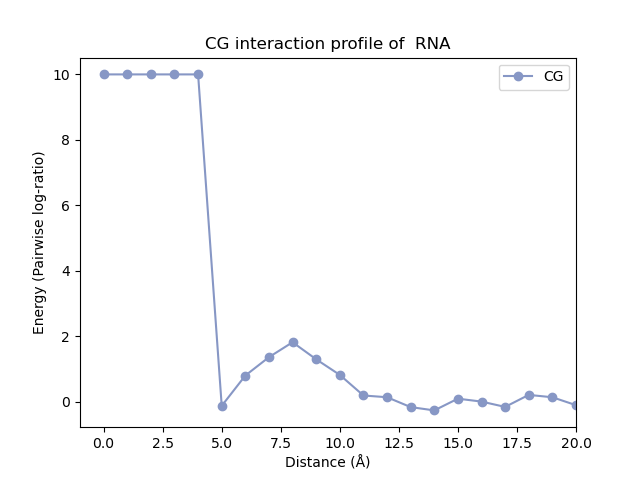 CG interaction profile of  RNA
CG
Energy (Pairwise log-ratio)
10
8
6
4
2
0
0.0 2.5 5.0 7.5 10.0 12.5 15.0 17.5 20.0
Distance (Å)